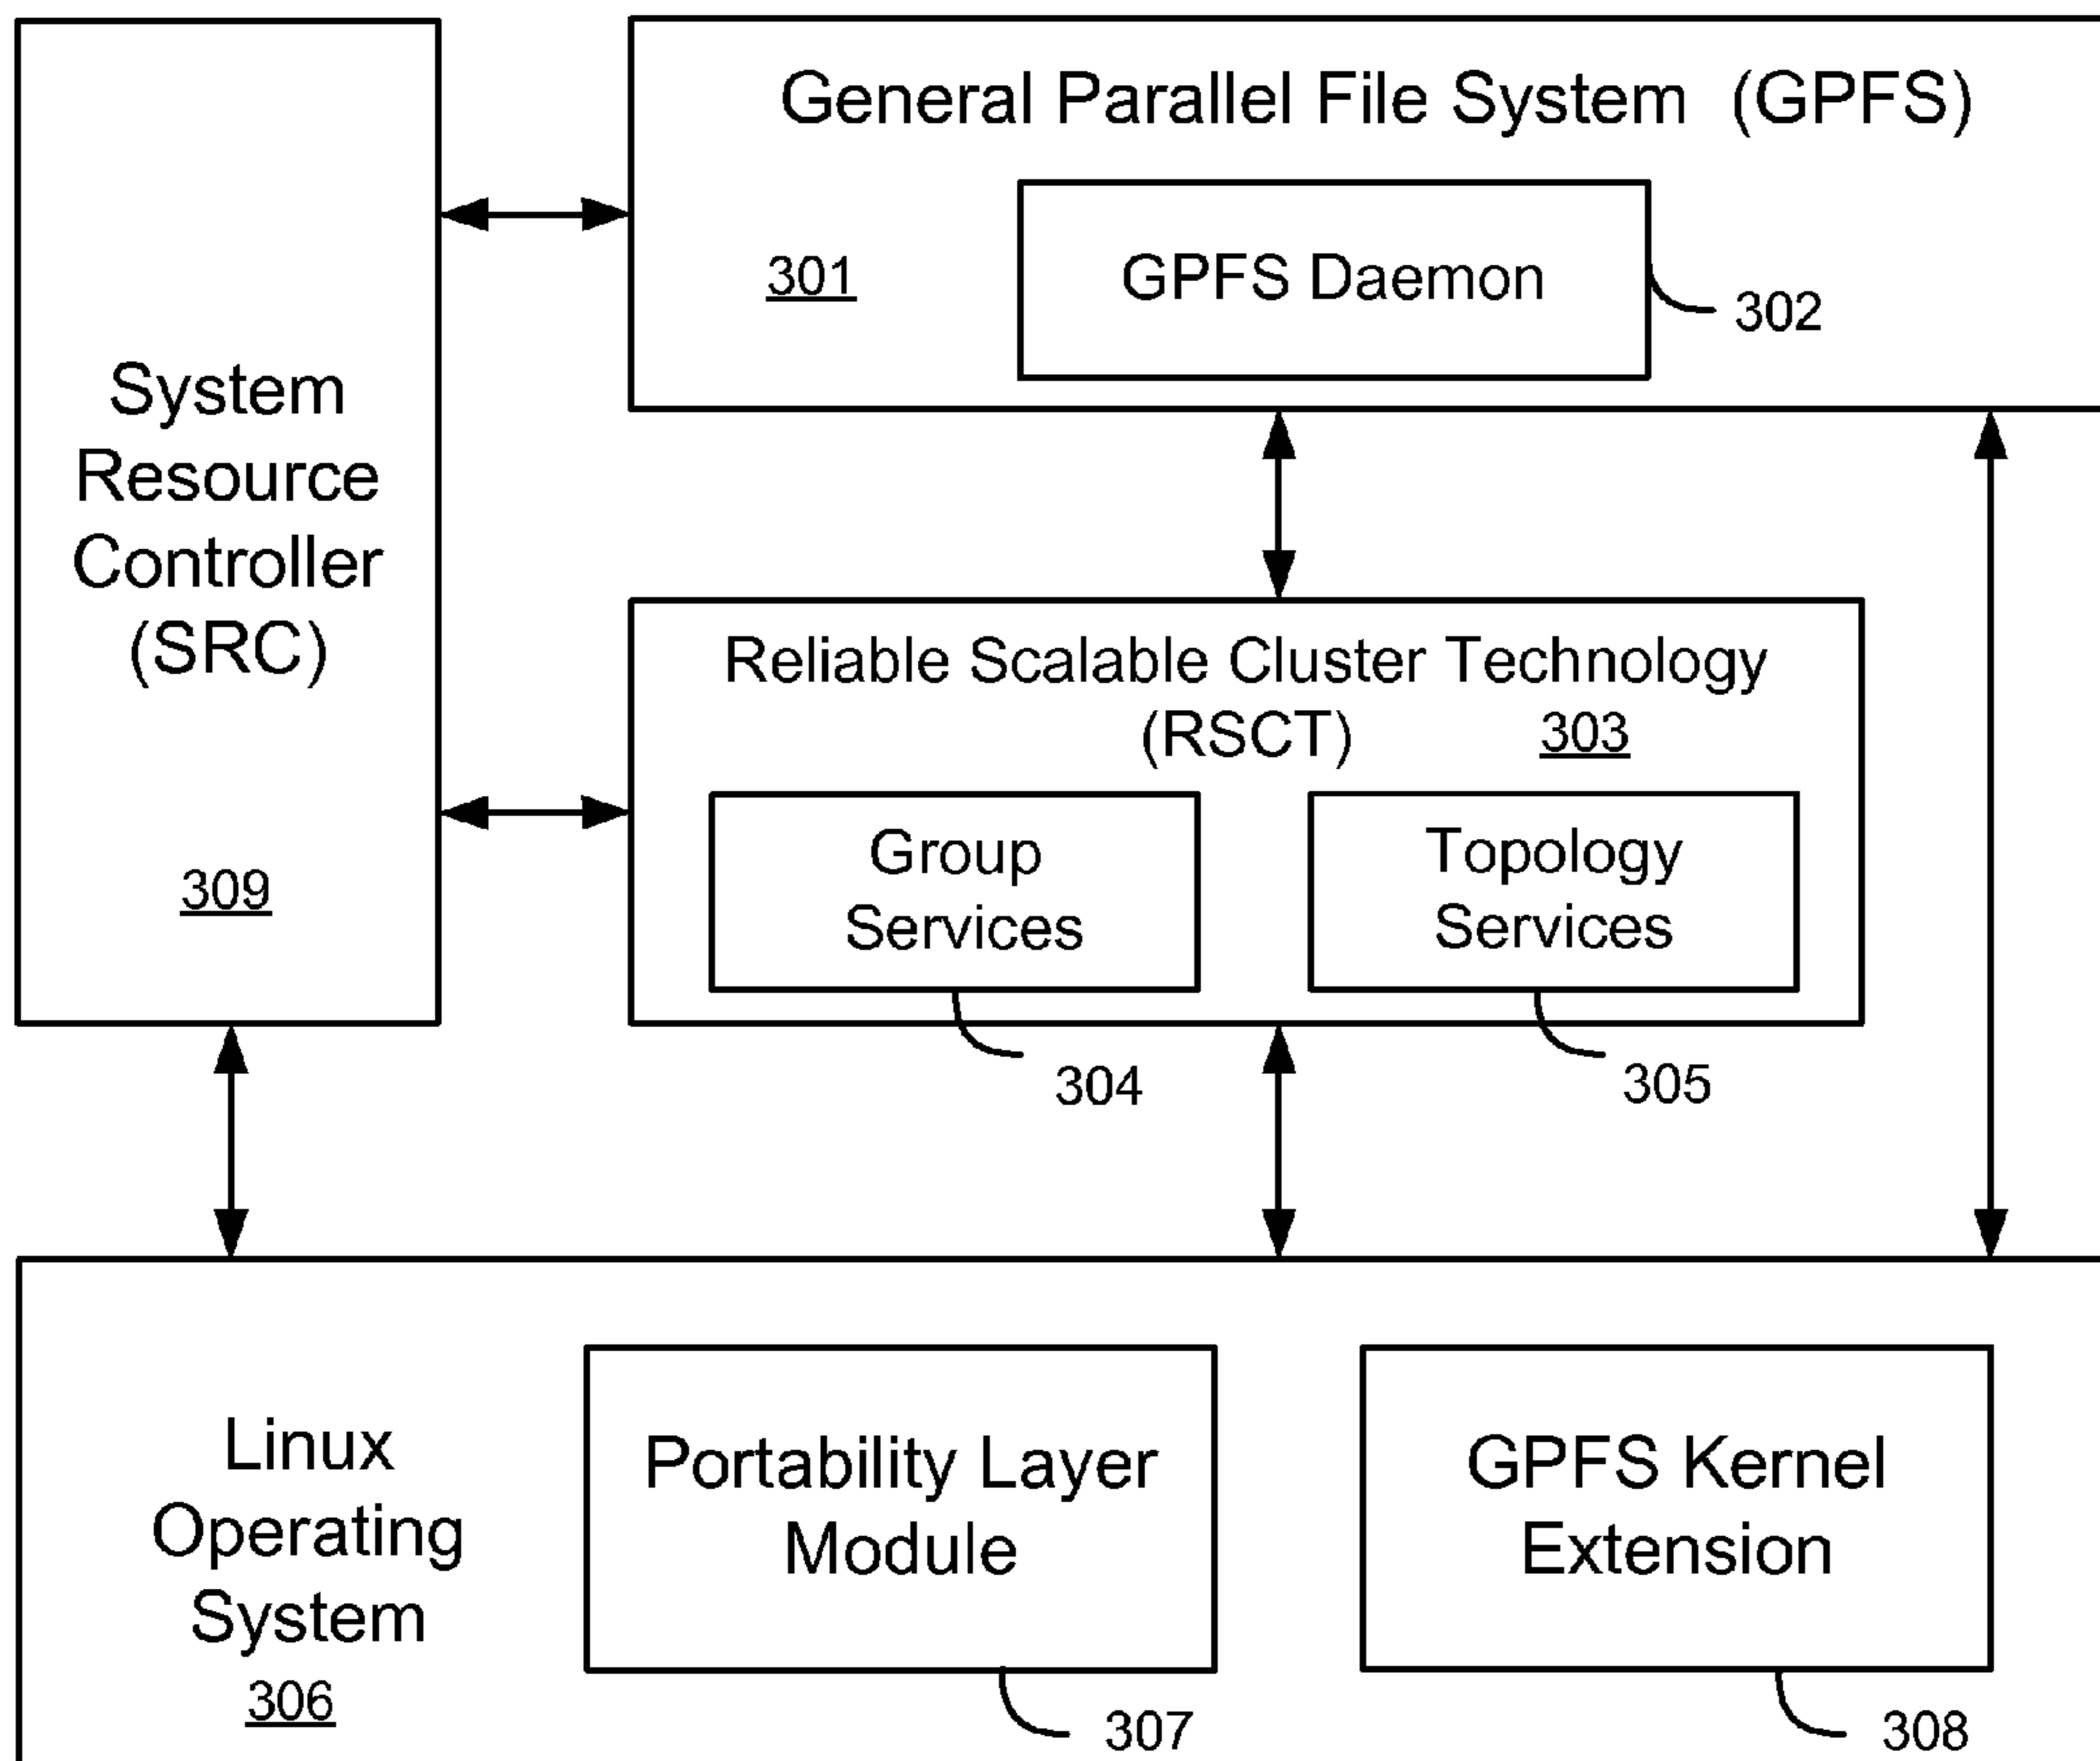 General Parallel File System (GPFS)
GPFS Daemon
301
302
System
Resource
Controller
(SRC)
309
Reliable Scalable Cluster Technology
(RSCT) 303
Group
Services
Topology
Services
304
305
Linux
Operating
System
306
Portability Layer
Module
307
GPFS Kernel
Extension
308